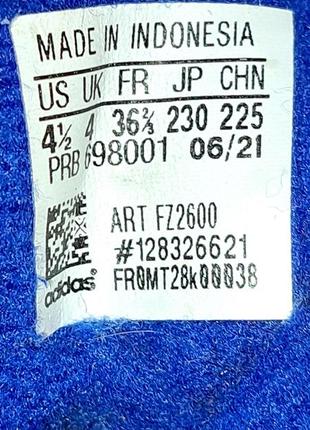 MADE IN INDONESIA
US UK FR JP CHN
4½ 4 36⅔ 230 225
PRB 698001 06/21
ART FZ2600
#128326621
adidas FR0MT28k00038